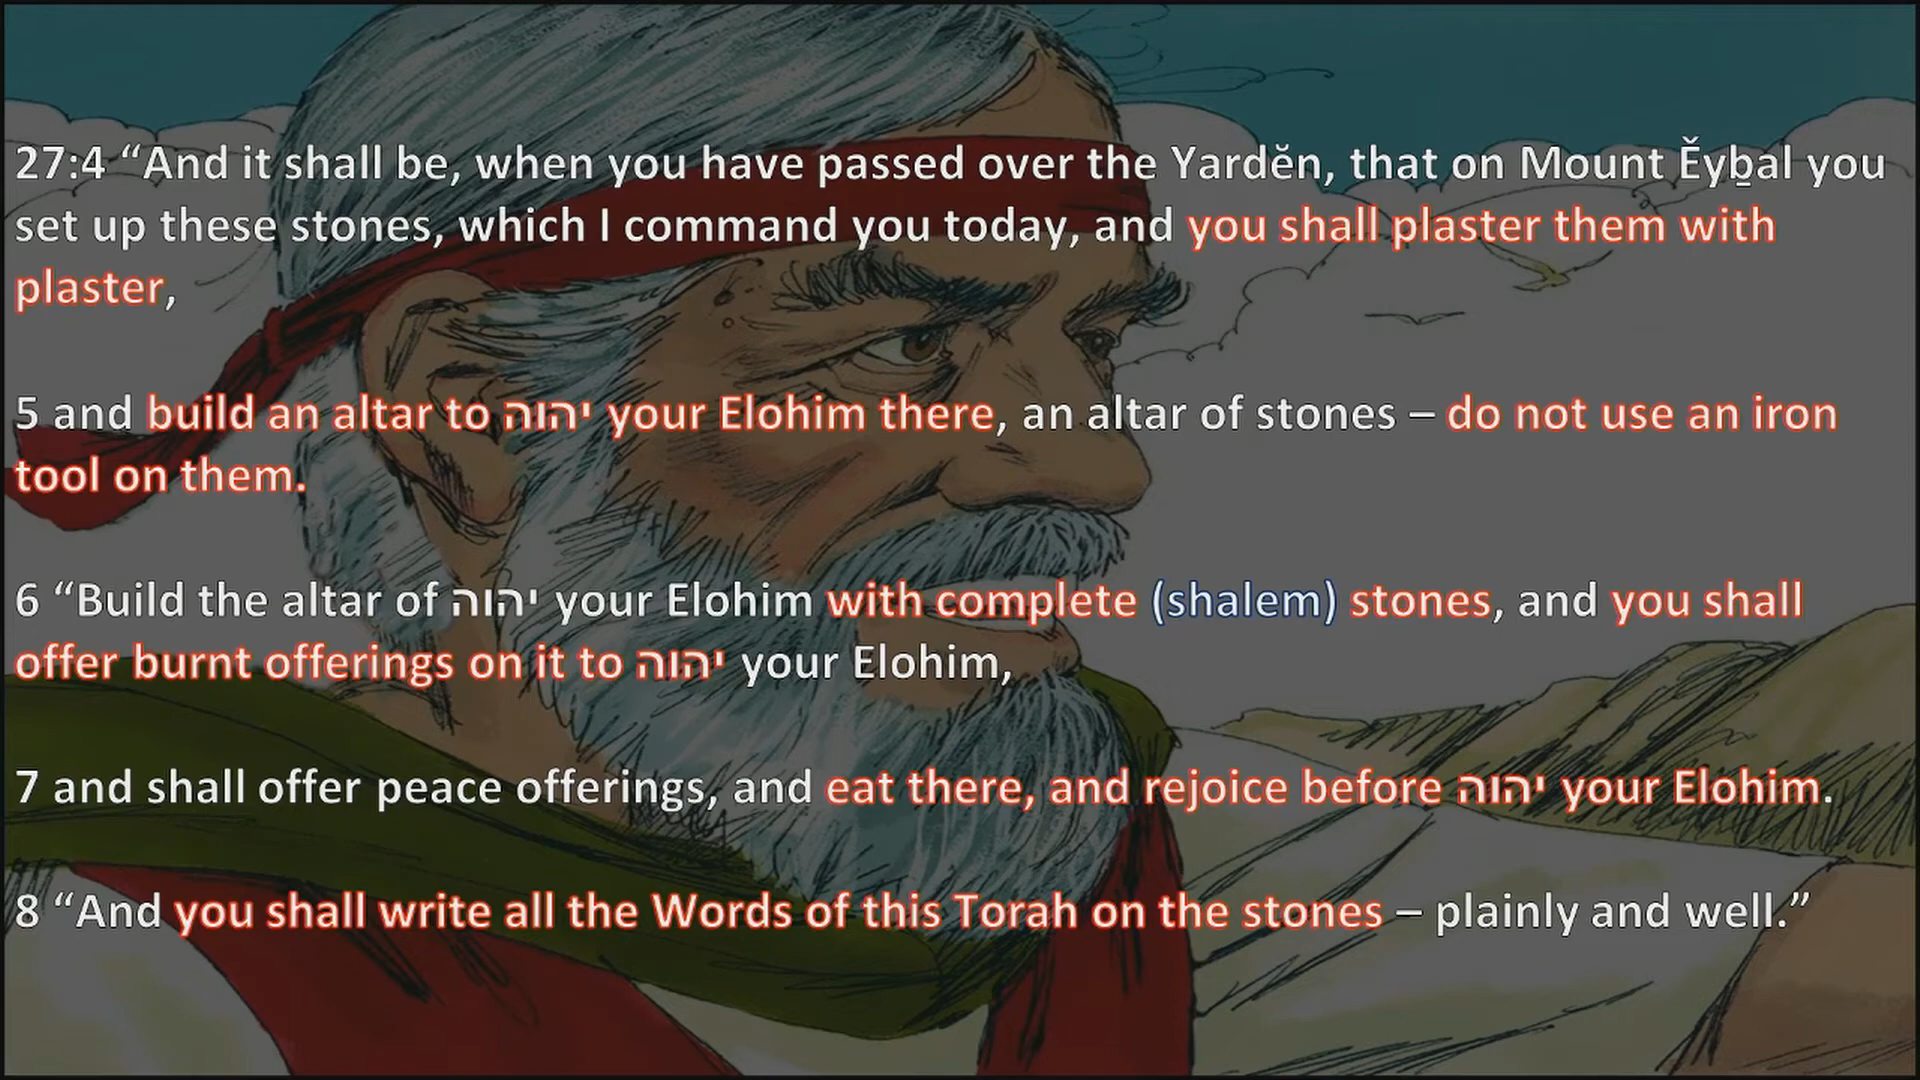 27:4 “And it shall be, when you have passed over the Yardĕn, that on Mount Ěyḇal you
set up these stones, which I command you today, and you shall plaster them with
plaster,
5 and build an altar to יהוה your Elohim there, an altar of stones – do not use an iron
tool on them.
6 “Build the altar of יהוה your Elohim with complete (shalem) stones, and you shall
offer burnt offerings on it to יהוה your Elohim,
7 and shall offer peace offerings, and eat there, and rejoice before יהוה your Elohim.
8 “And you shall write all the Words of this Torah on the stones – plainly and well.”